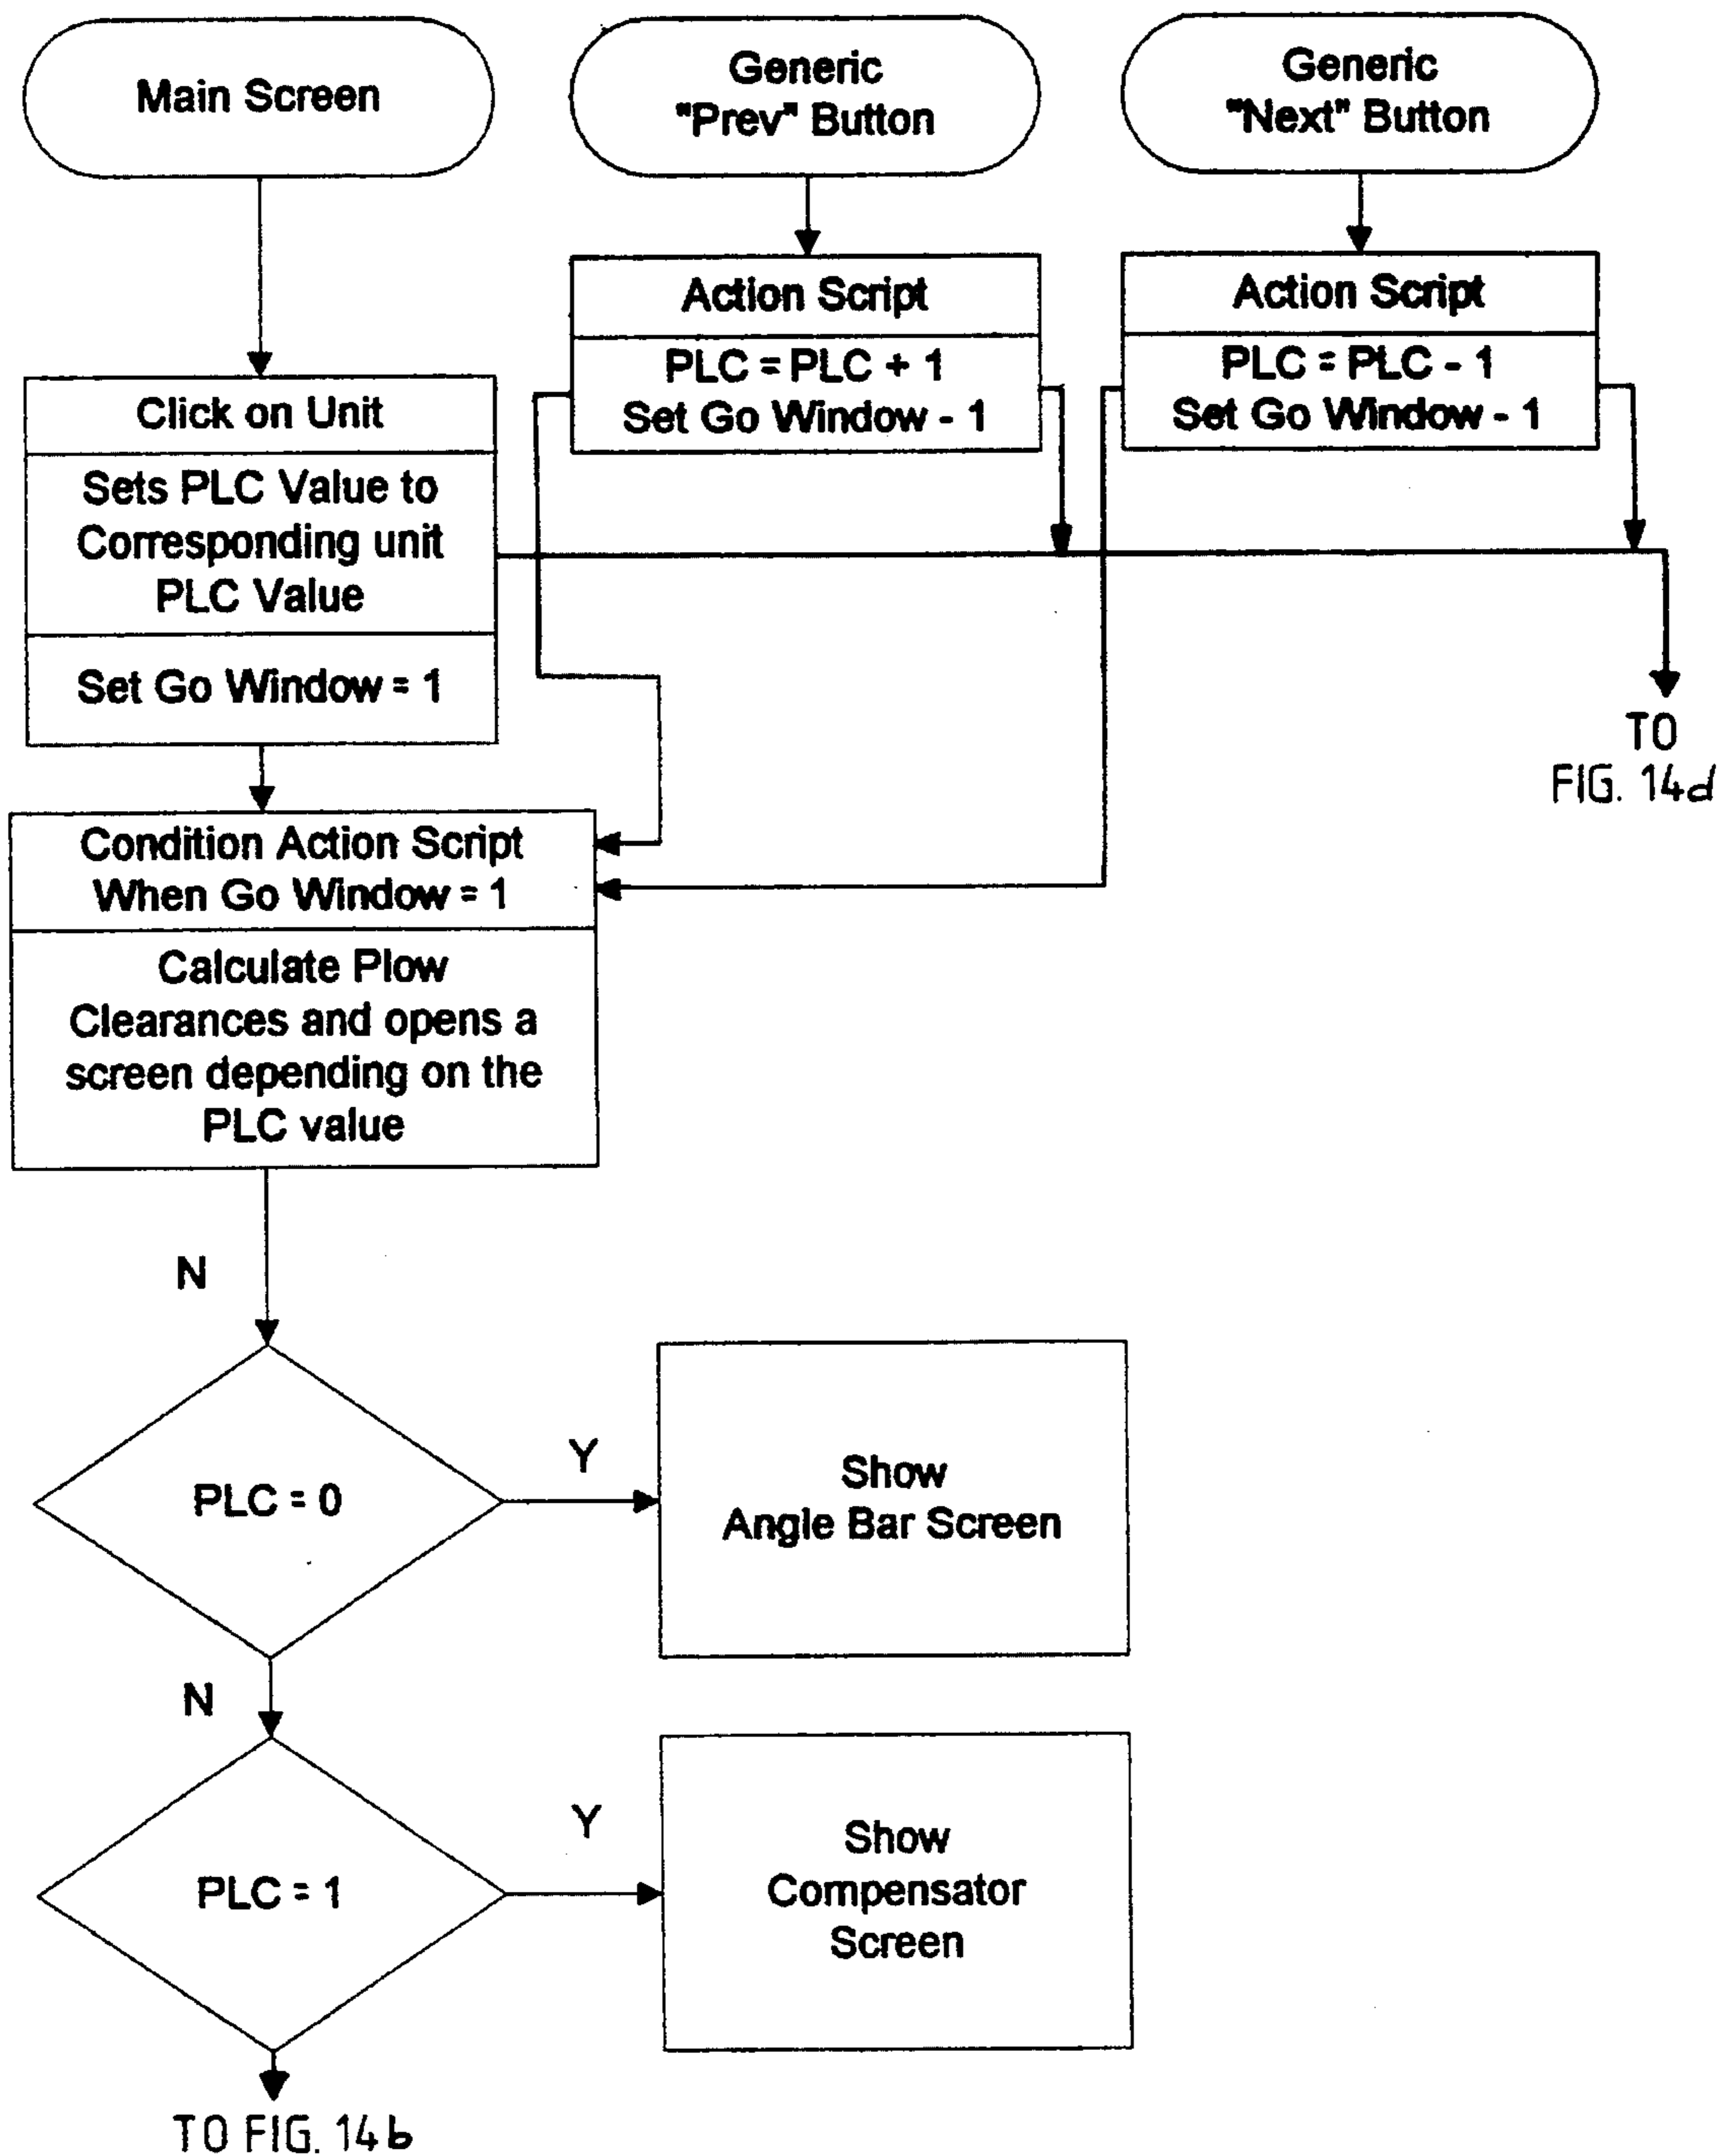 Main Screen
Generic
"Prev" Button
Generic
"Next" Button
Action Script
PLC = PLC + 1
Set Go Window - 1
Action Script
PLC = PLC - 1
Set Go Window - 1
Click on Unit
Sets PLC Value to
Corresponding unit
PLC Value
Set Go Window = 1
TO
FIG. 14d
Condition Action Script
When Go Window = 1
Calculate Plow
Clearances and opens a
screen depending on the
PLC value
N
PLC = 0
Y
Show
Angle Bar Screen
N
PLC = 1
Y
Show
Compensator
Screen
TO FIG. 14b